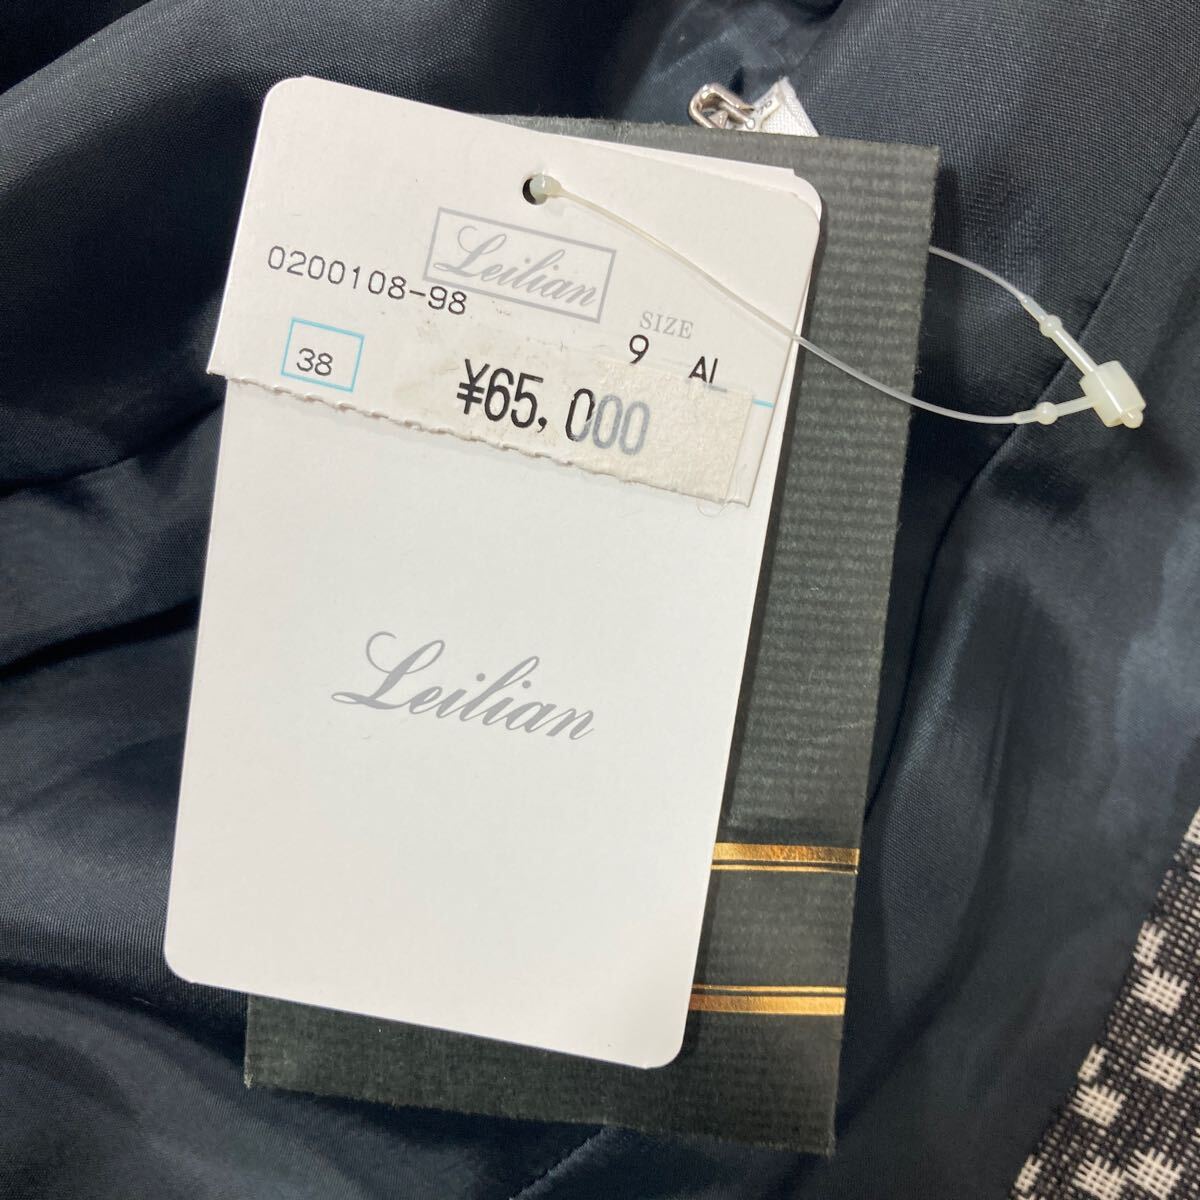 Leilian
0200108-98
SIZE
9 AL
38
¥65,000
Leilian